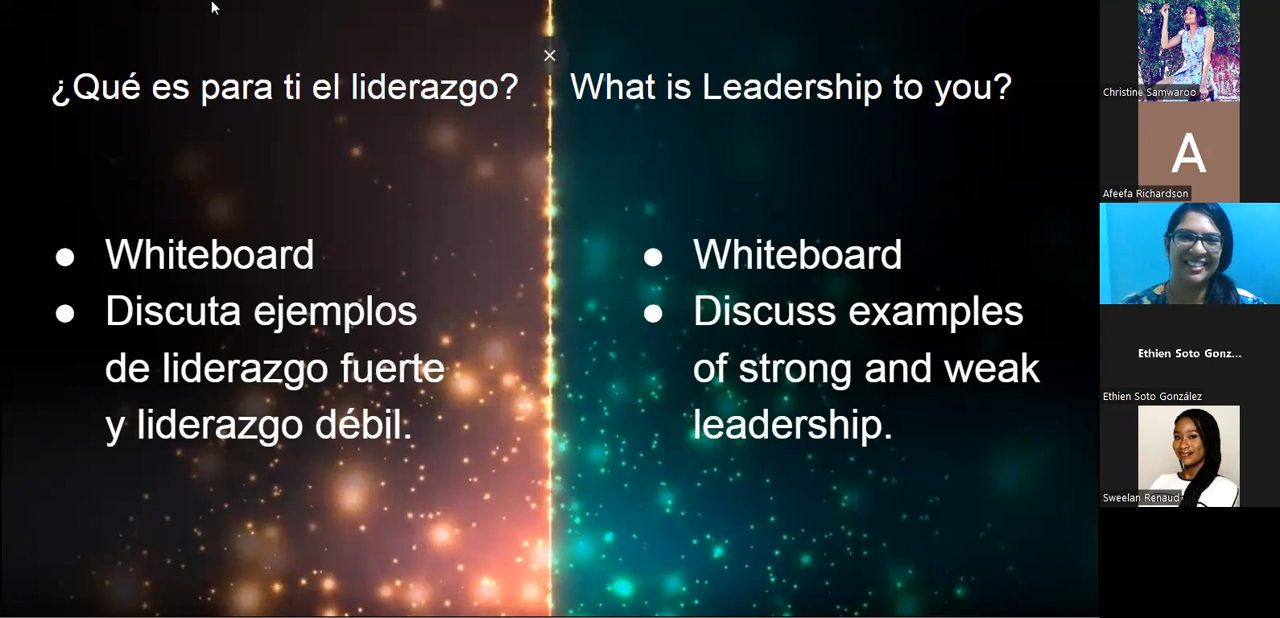 ¿Qué es para ti el liderazgo?
● Whiteboard
● Discuta ejemplos
de liderazgo fuerte
y liderazgo débil.
What is Leadership to you?
● Whiteboard
● Discuss examples
of strong and weak
leadership.
Christine Samwaroo
A
Afeefa Richardson
Ethien Soto Gonz...
Ethien Soto González
Sweelan Renaud